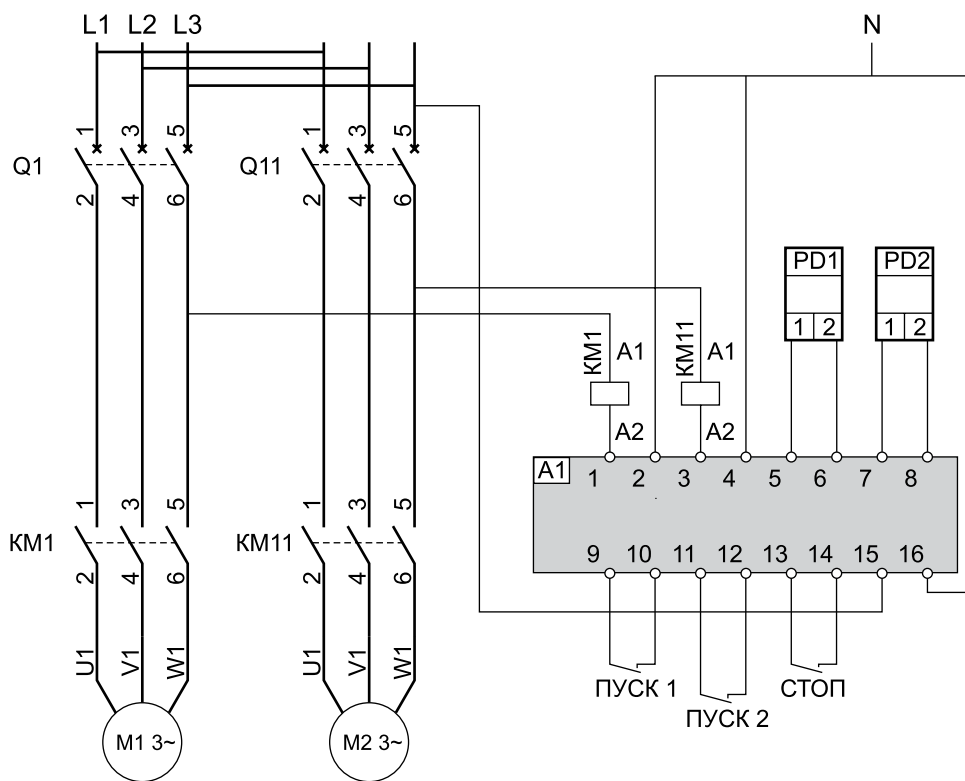 L1 L2 L3 N
1 3 5 1 3 5
Q1 Q11
2 4 6 2 4 6
PD1 PD2
1 2 1 2
KM1 A1 KM11 A1
A2 A2
A1 1 2 3 4 5 6 7 8
1 3 5 1 3 5
KM1 KM11
2 4 6 2 4 6
9 10 11 12 13 14 15 16
U1 V1 W1 U1 V1 W1
ПУСК 1 СТОП
ПУСК 2
M1 3~ M2 3~